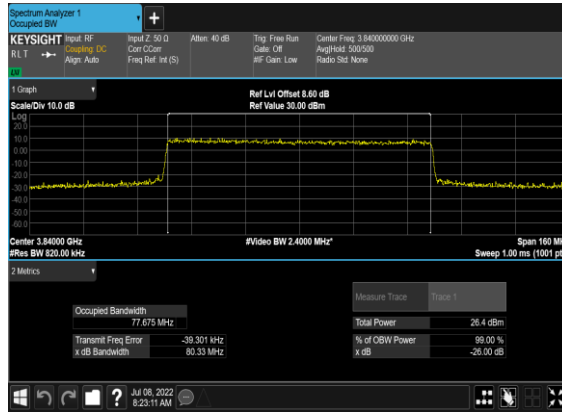 Spectrum Analyzer 1
Occupied BW
KEYSIGHT Input: RF Input Z: 50 Ω Atten: 40 dB Trig: Free Run Center Freq: 3.840000000 GHz
RLT Coupling: DC Corr CCorr Gate: Off Avg|Hold: 500/500
Align: Auto Freq Ref: Int (S) #IF Gain: Low Radio Std: None
LW
1 Graph
Ref Lvl Offset 8.60 dB
Scale/Div 10.0 dB Ref Value 30.00 dBm
Log
20.0
10.0
0.00
-10.0
-20.0
-30.0
-40.0
-50.0
-60.0
Center 3.84000 GHz #Video BW 2.4000 MHz* Span 160 MH
#Res BW 820.00 kHz Sweep 1.00 ms (1001 pt
2 Metrics
Measure Trace Trace 1
Occupied Bandwidth
77.675 MHz Total Power 26.4 dBm
Transmit Freq Error -39.301 kHz % of OBW Power 99.00 %
x dB Bandwidth 80.33 MHz x dB -26.00 dB
?
Jul 08, 2022
8:23:11 AM